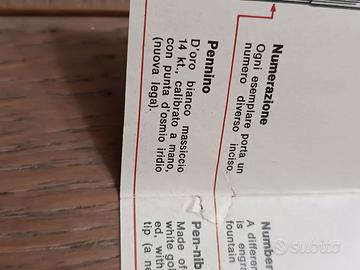 Numerazione
Ogni esemplare porta un
numero diverso inciso.
Pennino
D'oro bianco massiccio
14 kt., calibrato a mano,
con punta d'osmio iridio
(nuova lega).
Number
A differen
is engra
fountain
Pen-nib
Made of
white gol
ed, with
tip (a ne
subito